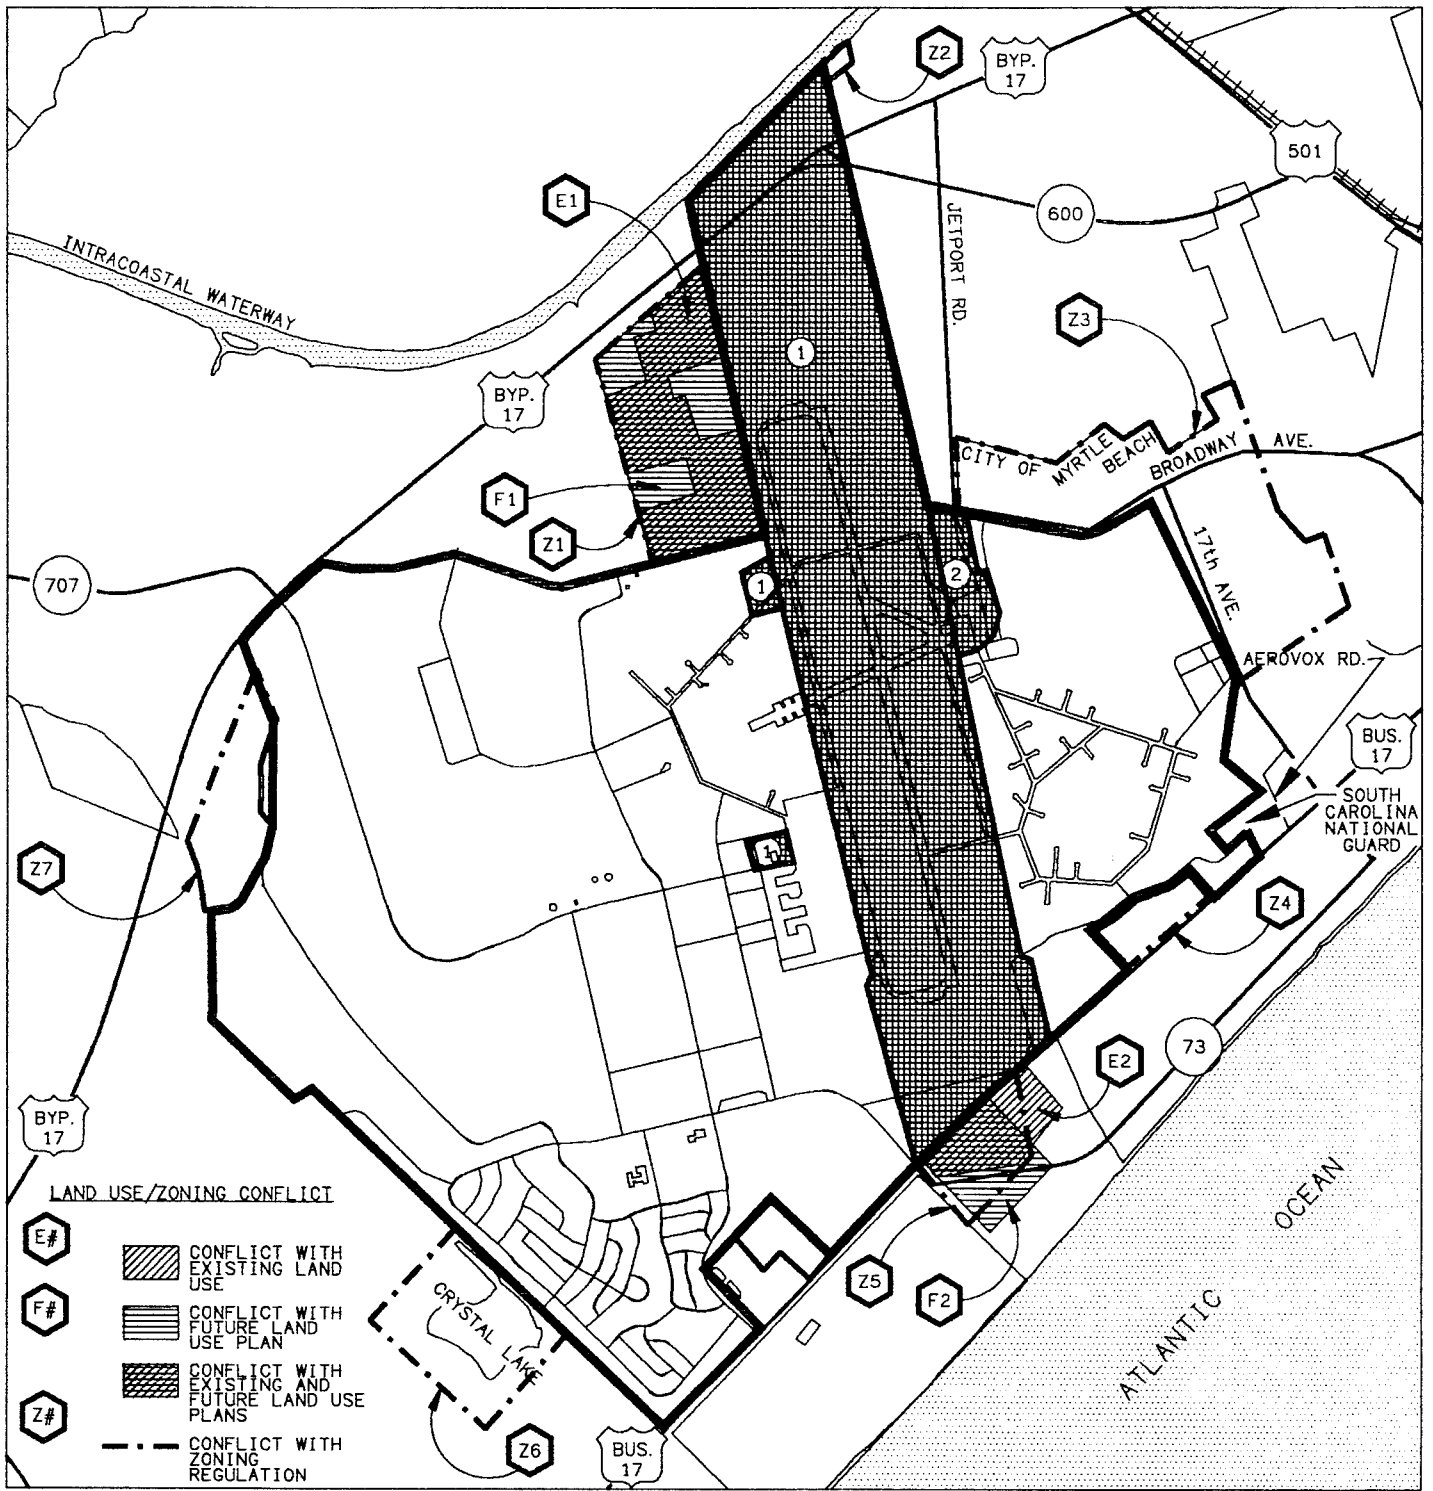 Z2
BYP.
17
501
E1
600
JETPORT RD.
INTRACOASTAL WATERWAY
Z3
1
BYP.
17
CITY OF MYRTLE BEACH
BROADWAY AVE.
F1
Z1
17th AVE.
707
1
2
AEROVOX RD.
BUS.
17
SOUTH
CAROLINA
NATIONAL
GUARD
Z7
1
Z4
73
E2
BYP.
17
ATLANTIC OCEAN
Z5
F2
CRYSTAL LAKE
Z6
BUS.
17
LAND USE/ZONING CONFLICT
E#
CONFLICT WITH
EXISTING LAND
USE
F#
CONFLICT WITH
FUTURE LAND
USE PLAN
CONFLICT WITH
EXISTING AND
FUTURE LAND USE
PLANS
Z#
CONFLICT WITH
ZONING
REGULATION